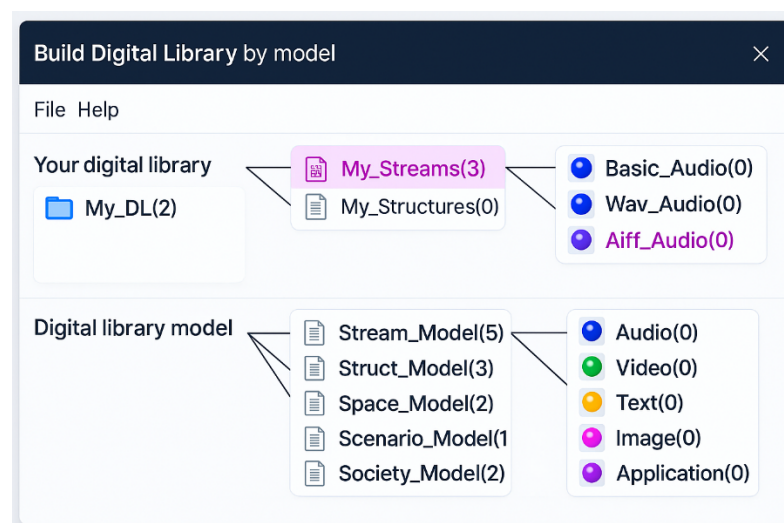 Build Digital Library by model
File Help
Your digital library
My_DL(2)
My_Streams(3)
My_Structures(0)
Basic_Audio(0)
Wav_Audio(0)
Aiff_Audio(0)
Digital library model
Stream_Model(5)
Struct_Model(3)
Space_Model(2)
Scenario_Model(1
Society_Model(2)
Audio(0)
Video(0)
Text(0)
Image(0)
Application(0)